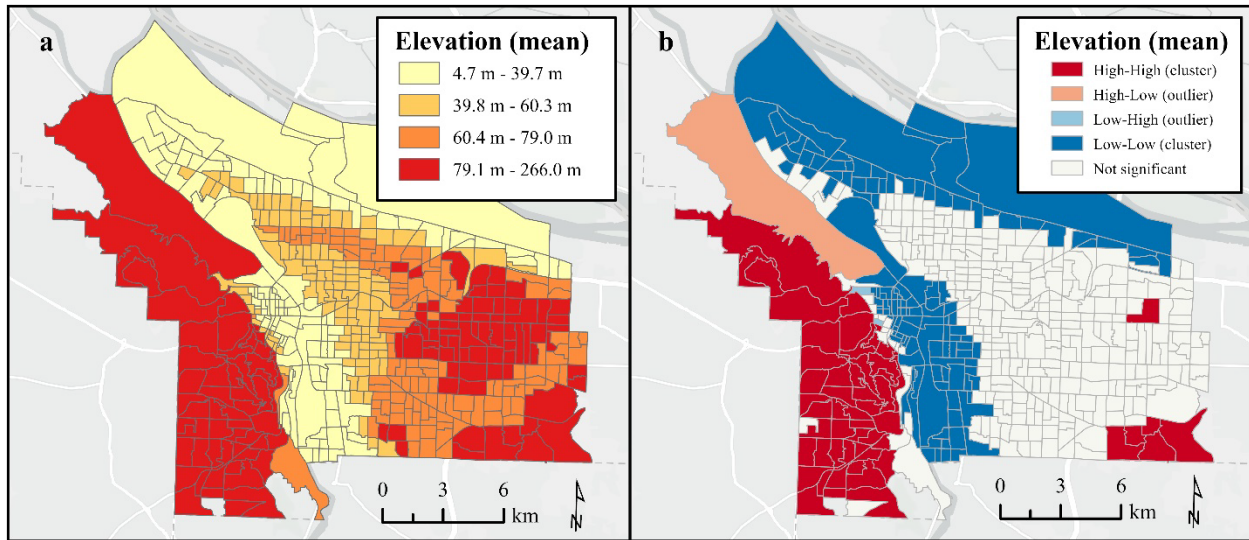 a
Elevation (mean)
4.7 m - 39.7 m
39.8 m - 60.3 m
60.4 m - 79.0 m
79.1 m - 266.0 m
0 3 6
km
N
b
Elevation (mean)
High-High (cluster)
High-Low (outlier)
Low-High (outlier)
Low-Low (cluster)
Not significant
0 3 6
km
N